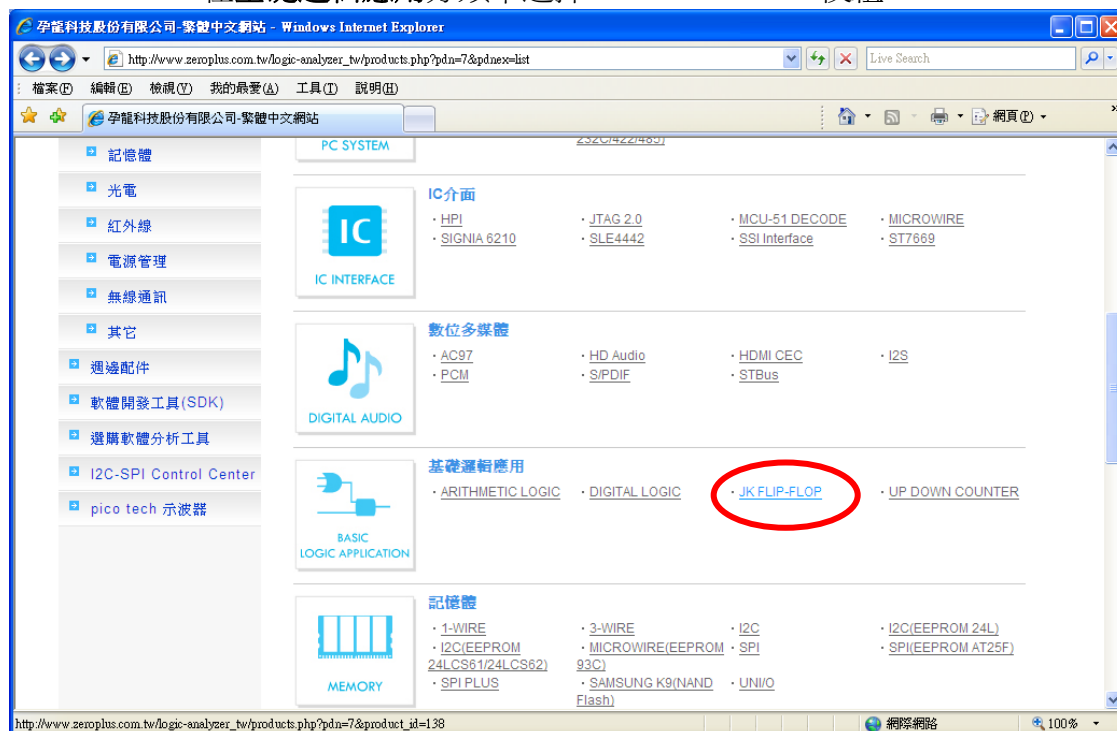 孕龍科技股份有限公司-繁體中文網站 - Windows Internet Explorer
http://www.zeroplus.com.tw/logic-analyzer_tw/products.php?pdn=7&pdnex=list
Live Search
檔案(F) 編輯(E) 檢視(V) 我的最愛(A) 工具(T) 說明(H)
孕龍科技股份有限公司-繁體中文網站
網頁(P)
記憶體
光電
紅外線
電源管理
無線通訊
其它
週邊配件
軟體開發工具(SDK)
選購軟體分析工具
I2C-SPI Control Center
pico tech 示波器
PC SYSTEM
232C/422/485)
IC
IC INTERFACE
IC介面
· HPI · JTAG 2.0 · MCU-51 DECODE · MICROWIRE
· SIGNIA 6210 · SLE4442 · SSI Interface · ST7669
DIGITAL AUDIO
數位多媒體
· AC97 · HD Audio · HDMI CEC · I2S
· PCM · S/PDIF · STBus
BASIC
LOGIC APPLICATION
基礎邏輯應用
· ARITHMETIC LOGIC · DIGITAL LOGIC · JK FLIP-FLOP · UP DOWN COUNTER
MEMORY
記憶體
· 1-WIRE · 3-WIRE · I2C · I2C(EEPROM 24L)
· I2C(EEPROM · MICROWIRE(EEPROM · SPI · SPI(EEPROM AT25F)
24LCS61/24LCS62) 93C)
· SPI PLUS · SAMSUNG K9(NAND · UNI/O
Flash)
http://www.zeroplus.com.tw/logic-analyzer_tw/products.php?pdn=7&product_id=138
網際網路
100%